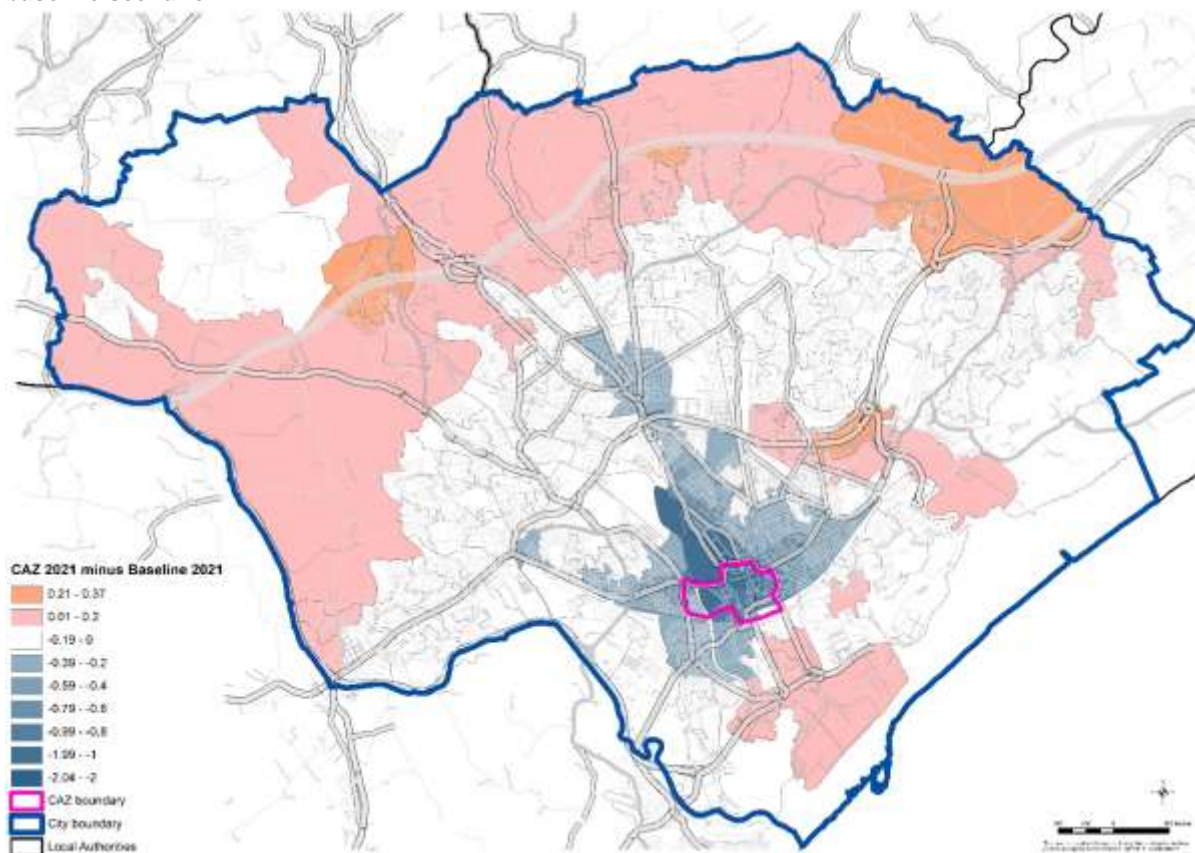 CAZ 2021 minus Baseline 2021
0.21 - 0.37
0.01 - 0.2
-0.19 - 0
-0.39 - -0.2
-0.59 - -0.4
-0.79 - -0.6
-0.99 - -0.8
-1.99 - -1
-2.04 - -2
CAZ boundary
City boundary
Local Authorities